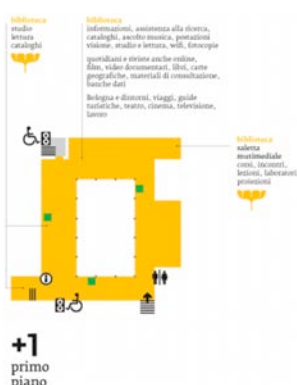 biblioteca
studio
lettura
cataloghi
biblioteca
informazioni, assistenza alla ricerca,
cataloghi, ascolto musica, postazioni
visione, studio e lettura, wifi, fotocopie
quotidiani e riviste anche online,
film, video documentari, libri, carte
geografiche, materiali di consultazione,
banche dati
Bologna e dintorni, viaggi, guide
turistiche, teatro, cinema, televisione,
lavoro
biblioteca
saletta
multimediale
corsi, incontri,
lezioni, laboratori
proiezioni
i
+1
primo
piano